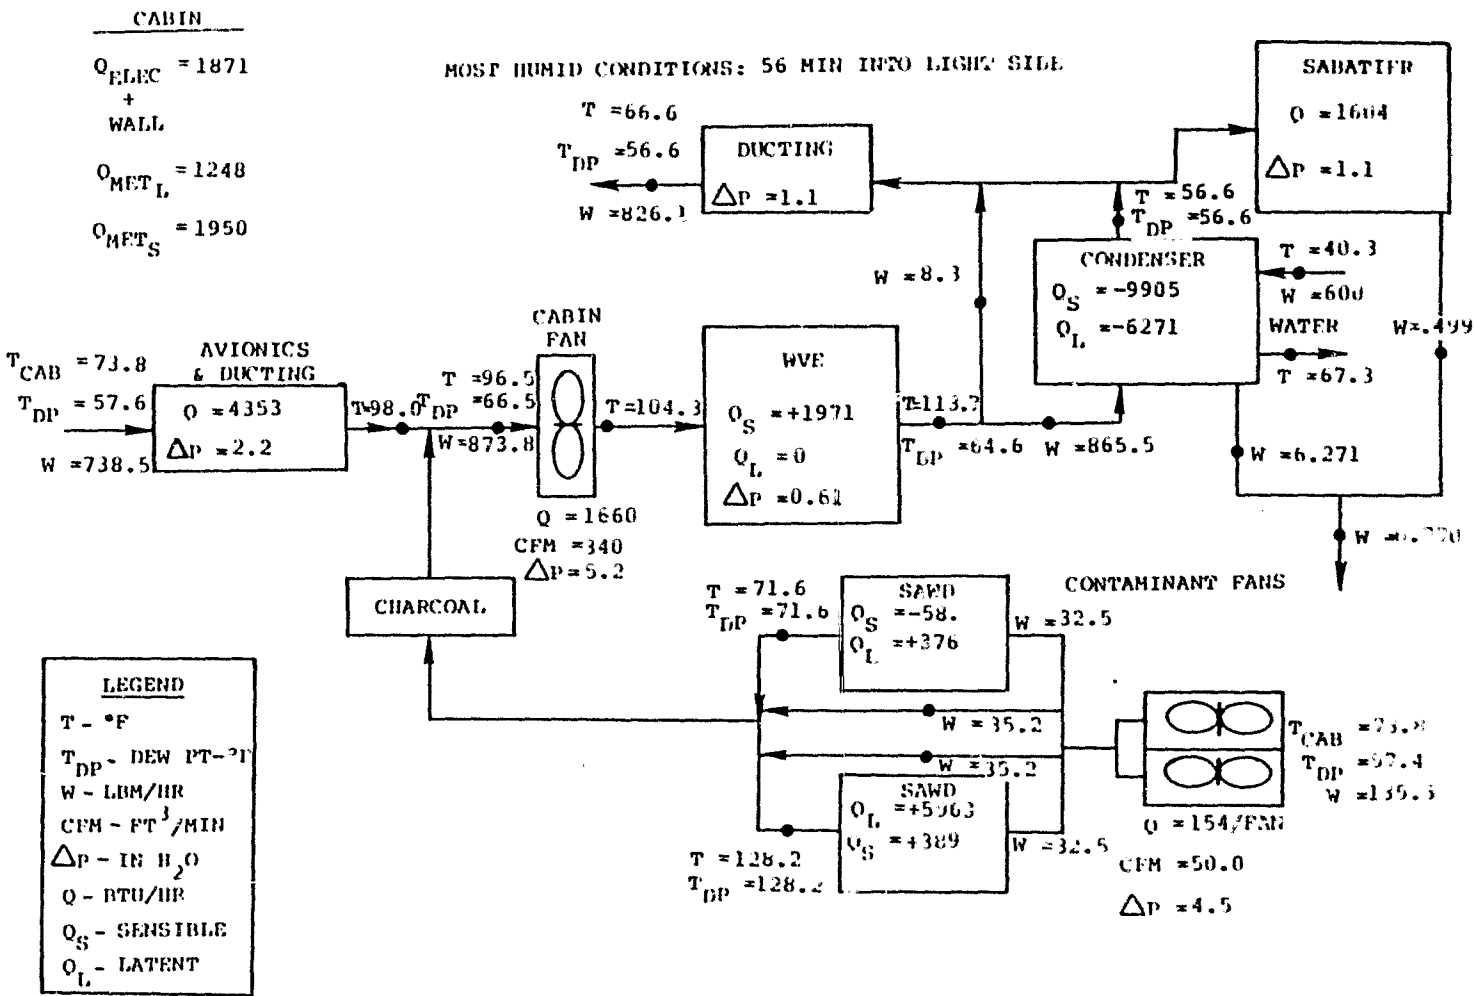 CABIN
Q_ELEC = 1871
+
WALL
Q_MET_L = 1248
Q_MET_S = 1950
MOST HUMID CONDITIONS: 56 MIN INTO LIGHT SIDE
SABATIER
Q = 1604
ΔP = 1.1
T = 66.6
T_DP = 56.6
W = 826.1
DUCTING
ΔP = 1.1
T = 56.6
T_DP = 56.6
CONDENSER
Q_S = -9905
Q_L = -6271
T = 40.3
W = 600
WATER
T = 67.3
W = .499
W = 8.3
CABIN
FAN
AVIONICS
& DUCTING
T_CAB = 73.8
T_DP = 57.6
W = 738.5
Q = 4353
ΔP = 2.2
T = 98.0
T = 96.5
T_DP = 66.5
W = 873.8
T = 104.3
Q = 1660
CFM = 340
ΔP = 5.2
WVE
Q_S = +1971
Q_L = 0
ΔP = 0.61
T = 113.
T_DP = 64.6
W = 865.5
W = 6.271
W =
CHARCOAL
CONTAMINANT FANS
T = 71.6
T_DP = 71.6
SAWD
Q_S = -58.
Q_L = +376
W = 32.5
W = 35.2
W = 35.2
SAWD
Q_L = +5963
Q_S = +389
W = 32.5
T = 128.2
T_DP = 128.2
T_CAB = 73.8
T_DP =
W =
Q = 154/FAN
CFM = 50.0
ΔP = 4.5
LEGEND
T - °F
T_DP - DEW PT-°F
W - LBM/HR
CFM - FT³/MIN
ΔP - IN H₂O
Q - BTU/HR
Q_S - SENSIBLE
Q_L - LATENT